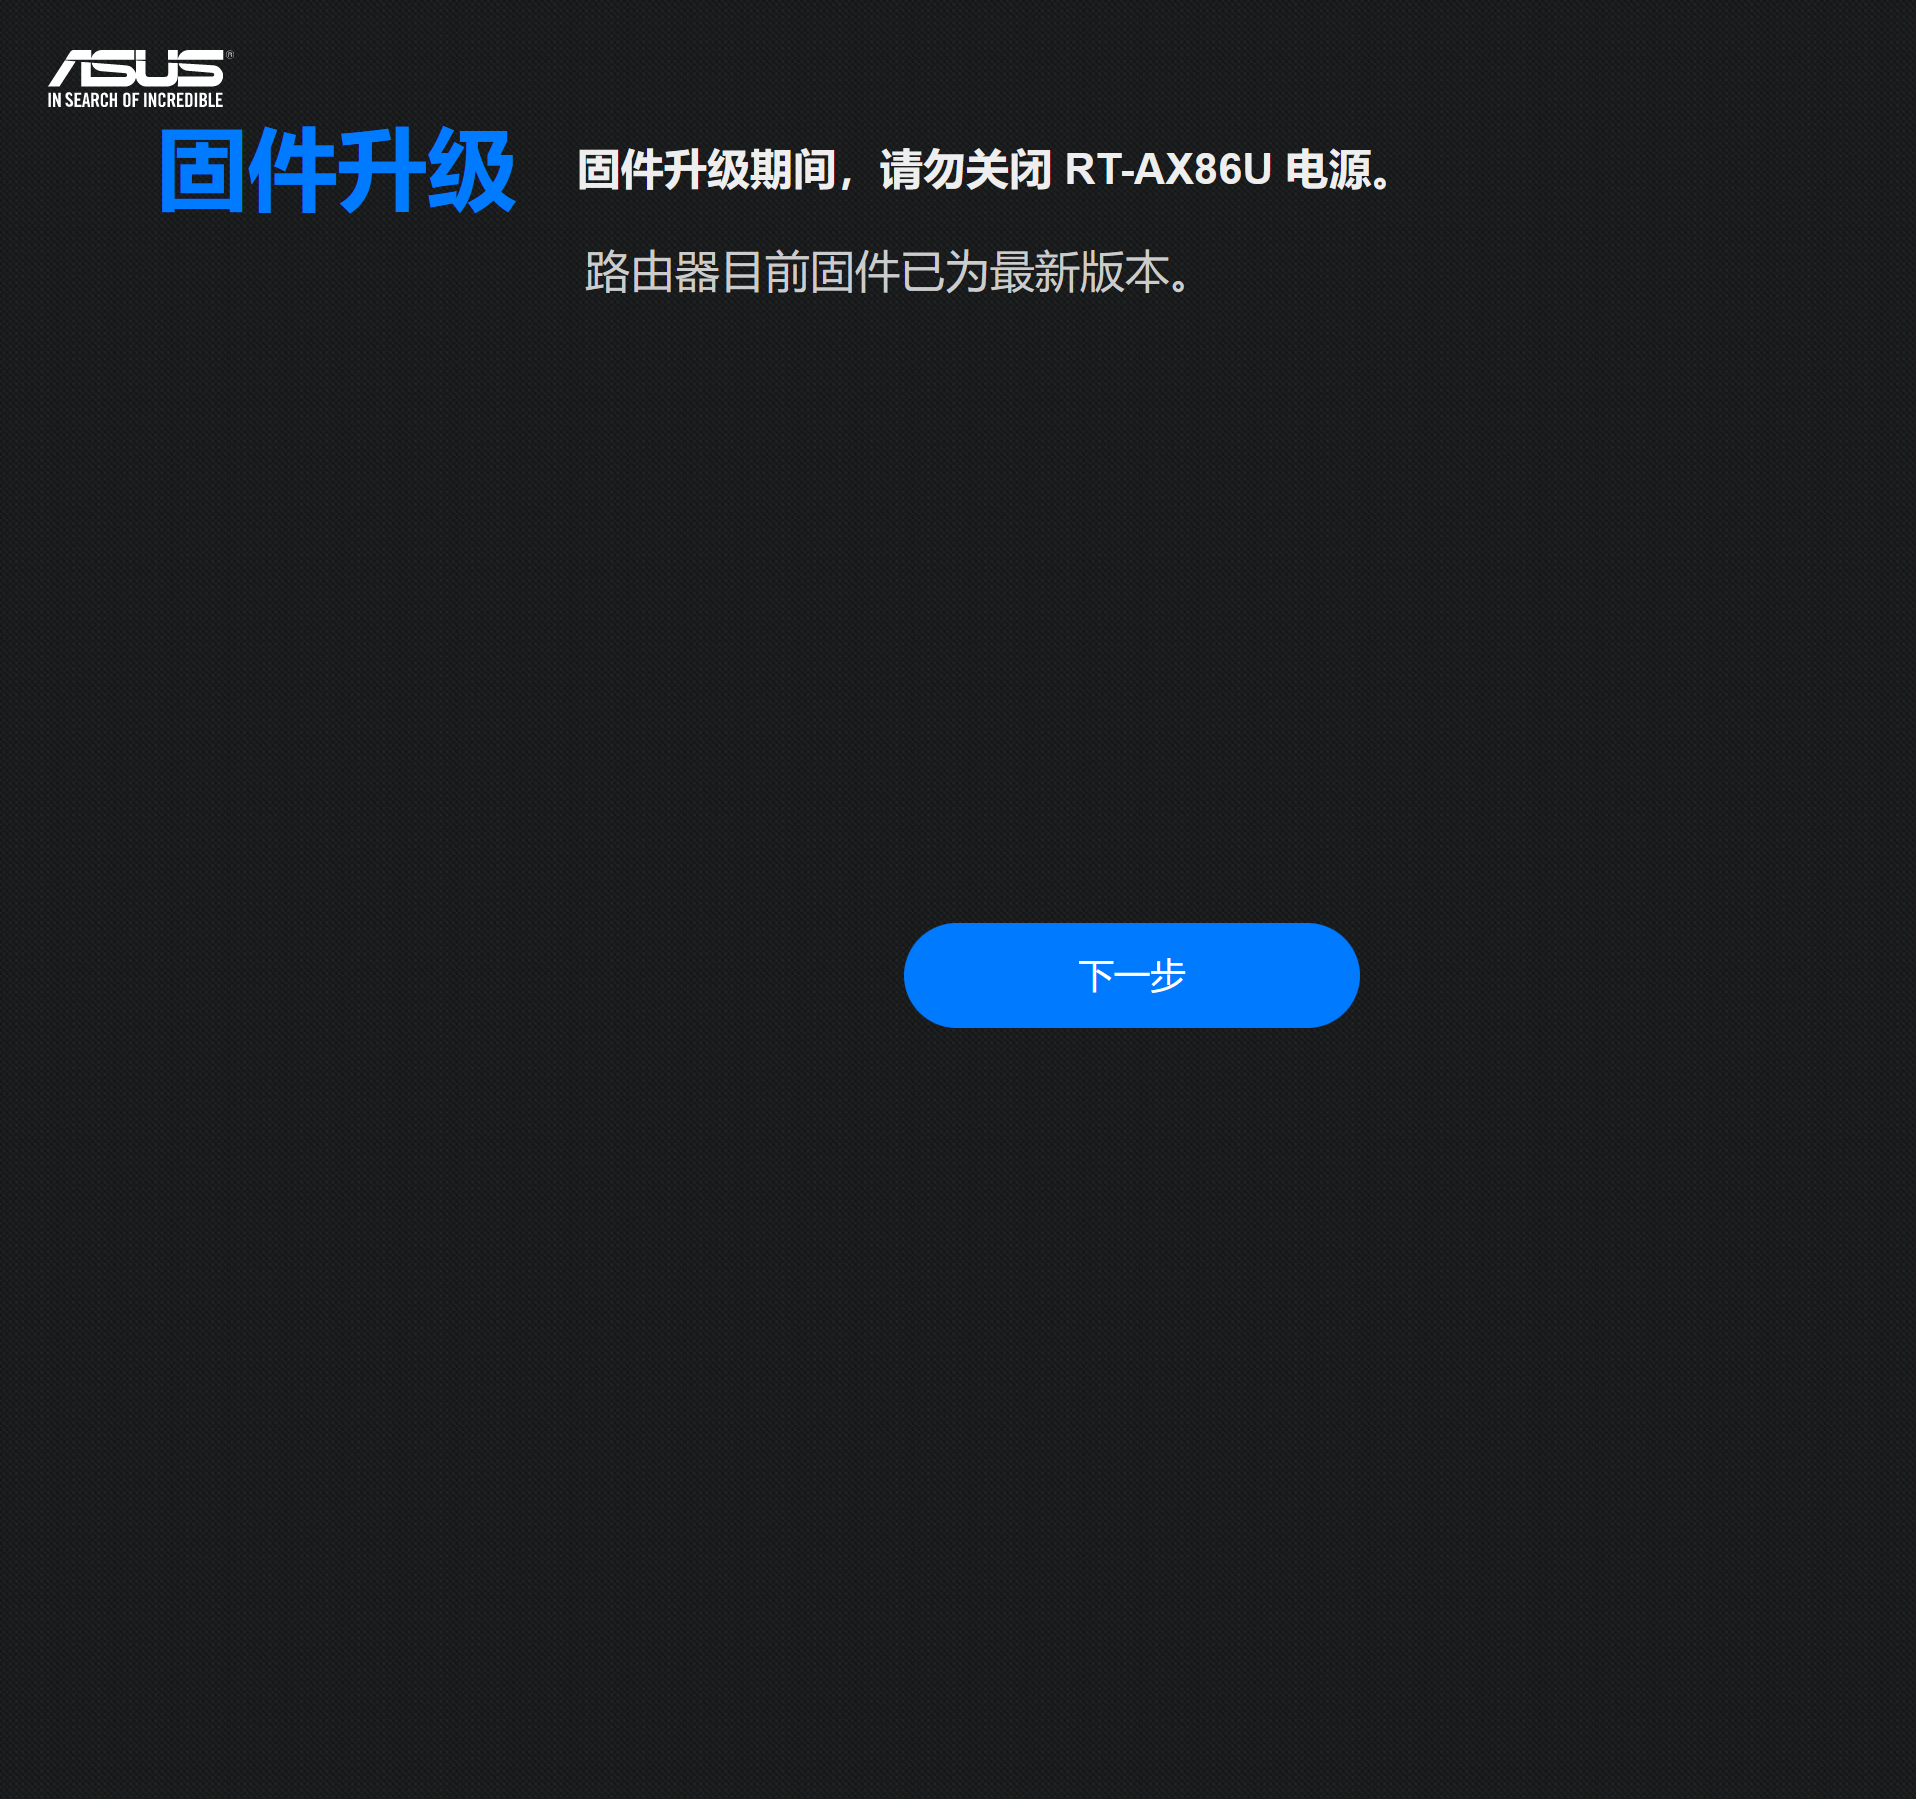 ASUS®
IN SEARCH OF INCREDIBLE
固件升级
固件升级期间，请勿关闭 RT-AX86U 电源。
路由器目前固件已为最新版本。
下一步